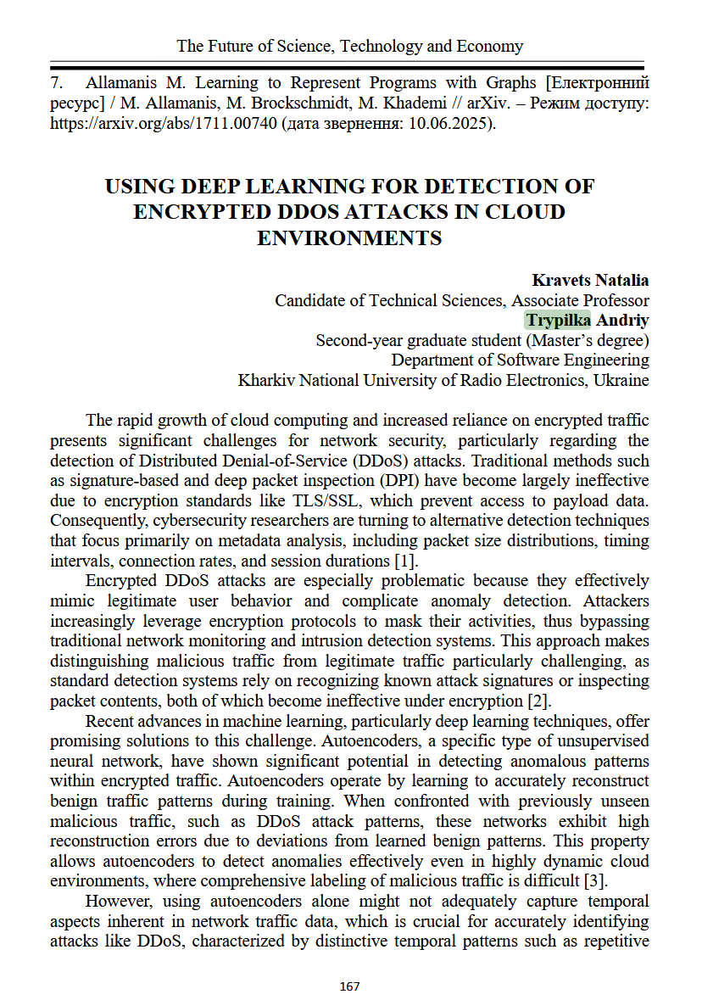 The Future of Science, Technology and Economy
7. Allamanis M. Learning to Represent Programs with Graphs [Електронний
ресурс] / M. Allamanis, M. Brockschmidt, M. Khademi // arXiv. – Режим доступу:
https://arxiv.org/abs/1711.00740 (дата звернення: 10.06.2025).
USING DEEP LEARNING FOR DETECTION OF
ENCRYPTED DDOS ATTACKS IN CLOUD
ENVIRONMENTS
Kravets Natalia
Candidate of Technical Sciences, Associate Professor
Trypilka Andriy
Second-year graduate student (Master’s degree)
Department of Software Engineering
Kharkiv National University of Radio Electronics, Ukraine
The rapid growth of cloud computing and increased reliance on encrypted traffic
presents significant challenges for network security, particularly regarding the
detection of Distributed Denial-of-Service (DDoS) attacks. Traditional methods such
as signature-based and deep packet inspection (DPI) have become largely ineffective
due to encryption standards like TLS/SSL, which prevent access to payload data.
Consequently, cybersecurity researchers are turning to alternative detection techniques
that focus primarily on metadata analysis, including packet size distributions, timing
intervals, connection rates, and session durations [1].
Encrypted DDoS attacks are especially problematic because they effectively
mimic legitimate user behavior and complicate anomaly detection. Attackers
increasingly leverage encryption protocols to mask their activities, thus bypassing
traditional network monitoring and intrusion detection systems. This approach makes
distinguishing malicious traffic from legitimate traffic particularly challenging, as
standard detection systems rely on recognizing known attack signatures or inspecting
packet contents, both of which become ineffective under encryption [2].
Recent advances in machine learning, particularly deep learning techniques, offer
promising solutions to this challenge. Autoencoders, a specific type of unsupervised
neural network, have shown significant potential in detecting anomalous patterns
within encrypted traffic. Autoencoders operate by learning to accurately reconstruct
benign traffic patterns during training. When confronted with previously unseen
malicious traffic, such as DDoS attack patterns, these networks exhibit high
reconstruction errors due to deviations from learned benign patterns. This property
allows autoencoders to detect anomalies effectively even in highly dynamic cloud
environments, where comprehensive labeling of malicious traffic is difficult [3].
However, using autoencoders alone might not adequately capture temporal
aspects inherent in network traffic data, which is crucial for accurately identifying
attacks like DDoS, characterized by distinctive temporal patterns such as repetitive
167